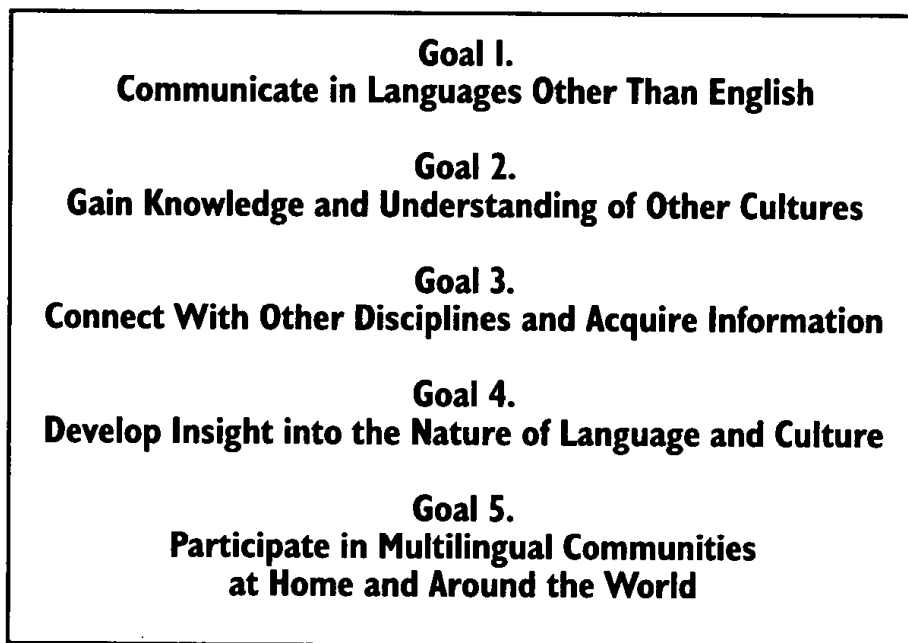 Goal 1.
Communicate in Languages Other Than English
Goal 2.
Gain Knowledge and Understanding of Other Cultures
Goal 3.
Connect With Other Disciplines and Acquire Information
Goal 4.
Develop Insight into the Nature of Language and Culture
Goal 5.
Participate in Multilingual Communities
at Home and Around the World